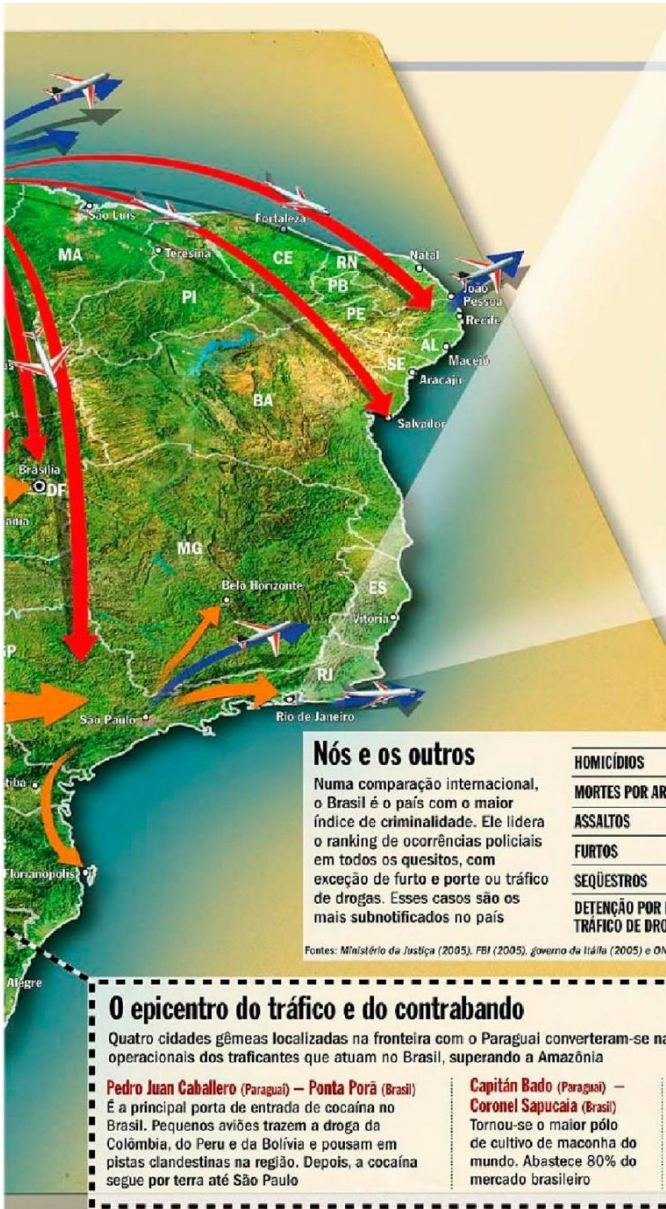 São Luís
Fortaleza
MA
Teresina
CE
RN
Natal
PB
João
Pessoa
PI
PE
Recife
AL
Maceió
SE
Aracaju
BA
Salvador
Brasília
DF
MG
Belo Horizonte
ES
Vitória
RJ
São Paulo
Rio de Janeiro
Florianópolis
Alegre
Nós e os outros
Numa comparação internacional,
o Brasil é o país com o maior
índice de criminalidade. Ele lidera
o ranking de ocorrências policiais
em todos os quesitos, com
exceção de furto e porte ou tráfico
de drogas. Esses casos são os
mais subnotificados no país
HOMICÍDIOS
MORTES POR AR
ASSALTOS
FURTOS
SEQÜESTROS
DETENÇÃO POR
TRÁFICO DE DRO
Fontes: Ministério da Justiça (2005), FBI (2005), governo da Itália (2005) e ON
O epicentro do tráfico e do contrabando
Quatro cidades gêmeas localizadas na fronteira com o Paraguai converteram-se na
operacionais dos traficantes que atuam no Brasil, superando a Amazônia
Pedro Juan Caballero (Paraguai) — Ponta Porã (Brasil)
É a principal porta de entrada de cocaína no
Brasil. Pequenos aviões trazem a droga da
Colômbia, do Peru e da Bolívia e pousam em
pistas clandestinas na região. Depois, a cocaína
segue por terra até São Paulo
Capitán Bado (Paraguai) —
Coronel Sapucaia (Brasil)
Tornou-se o maior pólo
de cultivo de maconha do
mundo. Abastece 80% do
mercado brasileiro